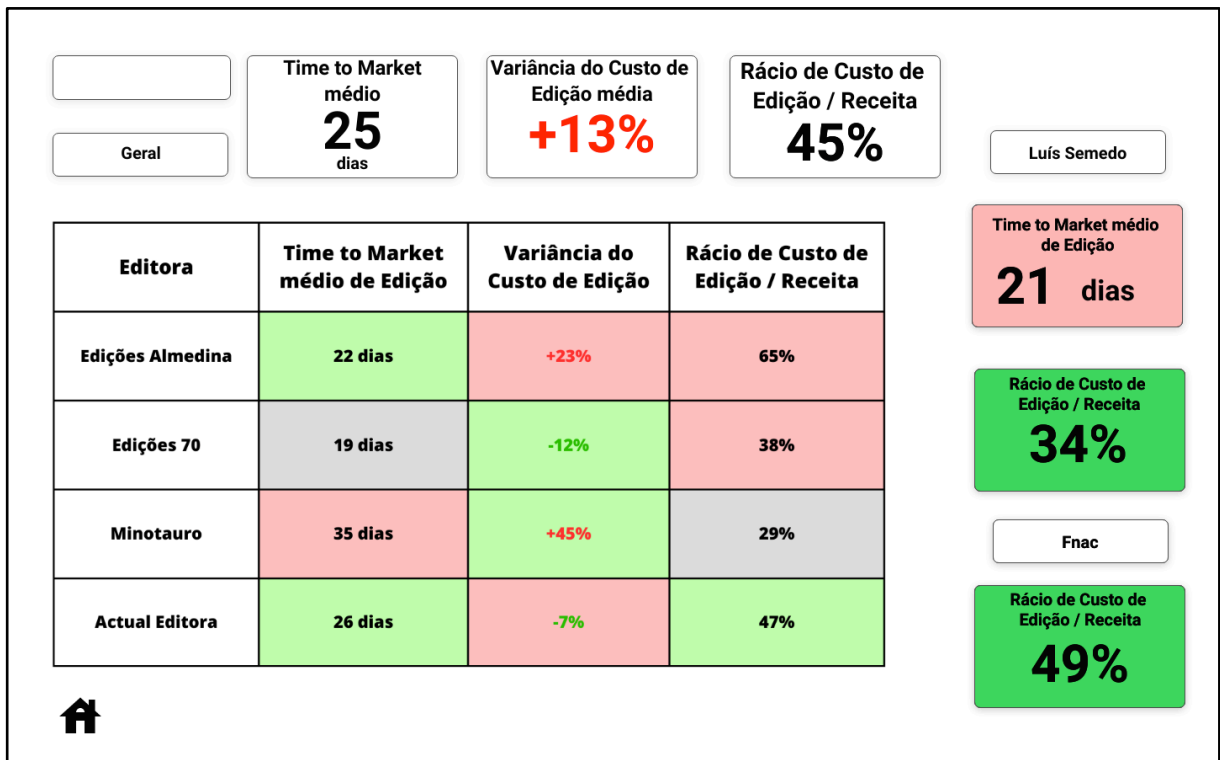 Time to Market
médio
25
dias
Variância do Custo de
Edição média
+13%
Rácio de Custo de
Edição / Receita
45%
Geral
Luís Semedo
Time to Market médio
de Edição
21 dias
Rácio de Custo de
Edição / Receita
34%
Fnac
Rácio de Custo de
Edição / Receita
49%
Editora
Time to Market
médio de Edição
Variância do
Custo de Edição
Rácio de Custo de
Edição / Receita
Edições Almedina
22 dias
+23%
65%
Edições 70
19 dias
-12%
38%
Minotauro
35 dias
+45%
29%
Actual Editora
26 dias
-7%
47%